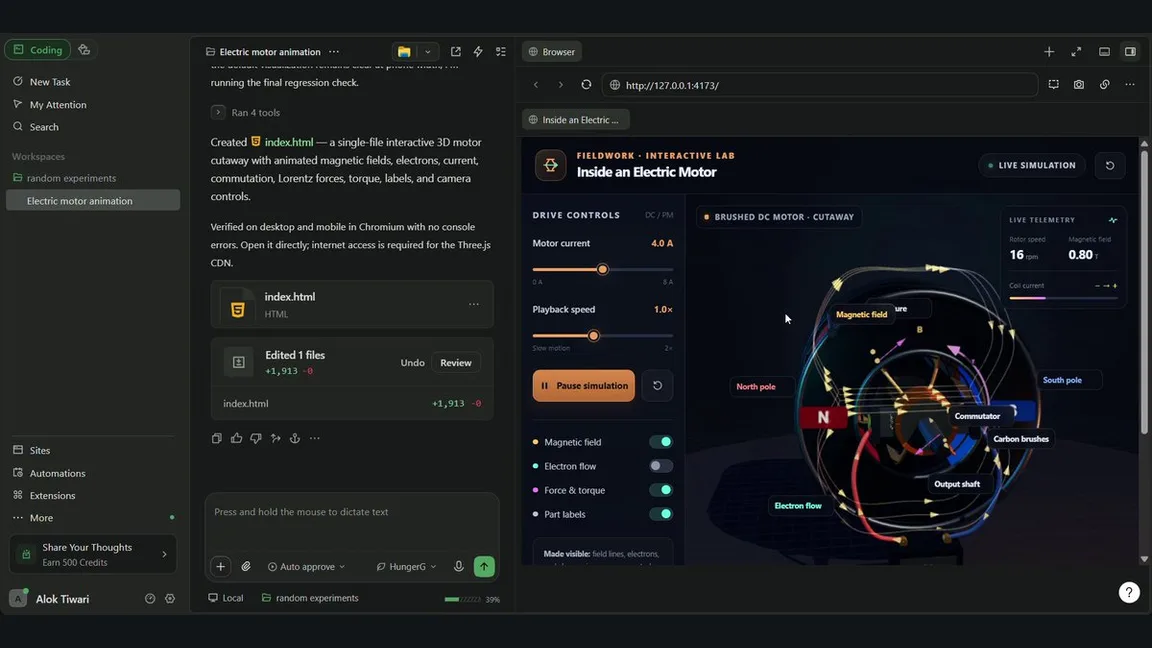 Coding
New Task
My Attention
Search
Workspaces
random experiments
Electric motor animation
Sites
Automations
Extensions
More
Share Your Thoughts
Earn 500 Credits
A
Alok Tiwari
Electric motor animation
running the final regression check.
Ran 4 tools
Created index.html — a single-file interactive 3D motor
cutaway with animated magnetic fields, electrons, current,
commutation, Lorentz forces, torque, labels, and camera
controls.
Verified on desktop and mobile in Chromium with no console
errors. Open it directly; internet access is required for the Three.js
CDN.
index.html
HTML
Edited 1 files
+1,913 -0
Undo
Review
index.html
+1,913 -0
Press and hold the mouse to dictate text
Auto approve
HungerG
Local
random experiments
39%
Browser
http://127.0.0.1:4173/
Inside an Electric ...
FIELDWORK • INTERACTIVE LAB
Inside an Electric Motor
LIVE SIMULATION
DRIVE CONTROLS
DC / PM
Motor current
4.0 A
0 A
8 A
Playback speed
1.0×
Slow motion
2×
Pause simulation
Magnetic field
Electron flow
Force & torque
Part labels
Made visible: field lines, electrons,
BRUSHED DC MOTOR · CUTAWAY
LIVE TELEMETRY
Rotor speed
Magnetic field
16 rpm
0.80 T
Coil current
Magnetic field
ure
B
North pole
South pole
N
Commutator
Carbon brushes
Output shaft
Electron flow
?